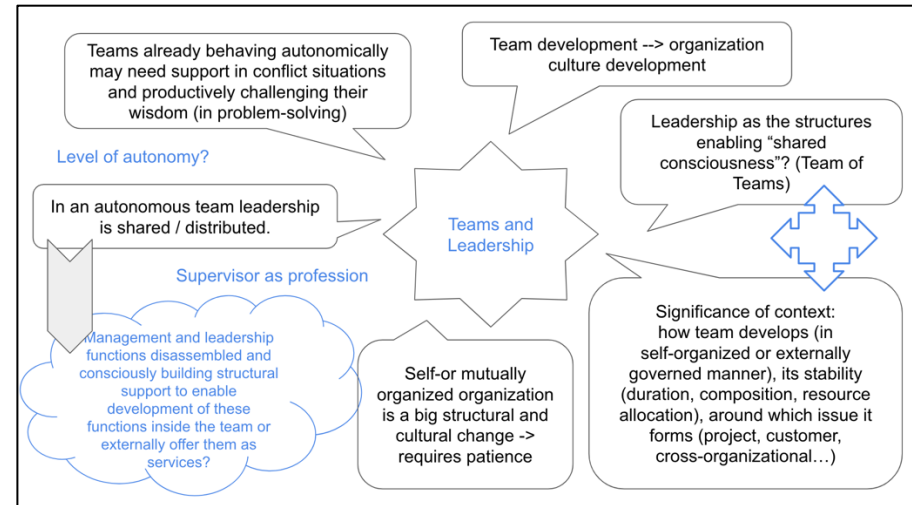 Teams already behaving autonomically
may need support in conflict situations
and productively challenging their
wisdom (in problem-solving)
Team development --> organization
culture development
Leadership as the structures
enabling “shared
consciousness”? (Team of
Teams)
Level of autonomy?
In an autonomous team leadership
is shared / distributed.
Teams and
Leadership
Supervisor as profession
Management and leadership
functions disassembled and
consciously building structural
support to enable
development of these
functions inside the team or
externally offer them as
services?
Self-or mutually
organized organization
is a big structural and
cultural change ->
requires patience
Significance of context:
how team develops (in
self-organized or externally
governed manner), its stability
(duration, composition, resource
allocation), around which issue it
forms (project, customer,
cross-organizational…)